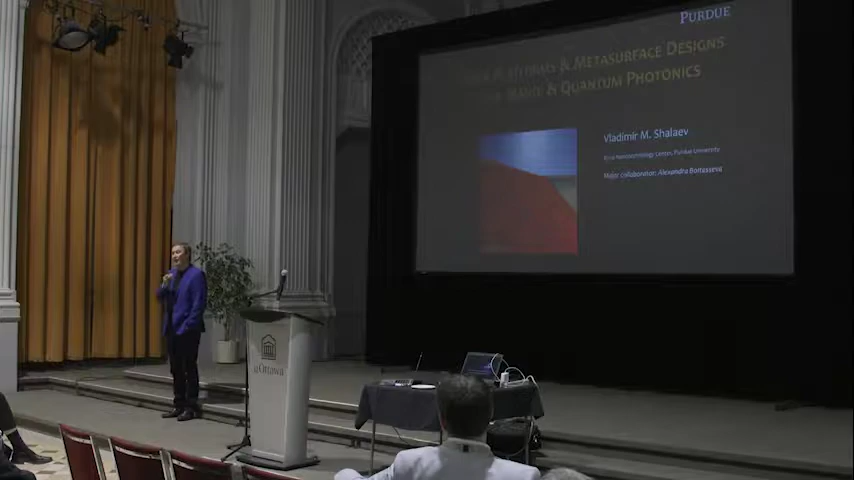 PURDUE
& METASURFACE DESIGNS
& QUANTUM PHOTONICS
Vladimir M. Shalaev
Birck Nanotechnology Center, Purdue University
Major collaborator: Alexandra Boltasseva
uOttawa